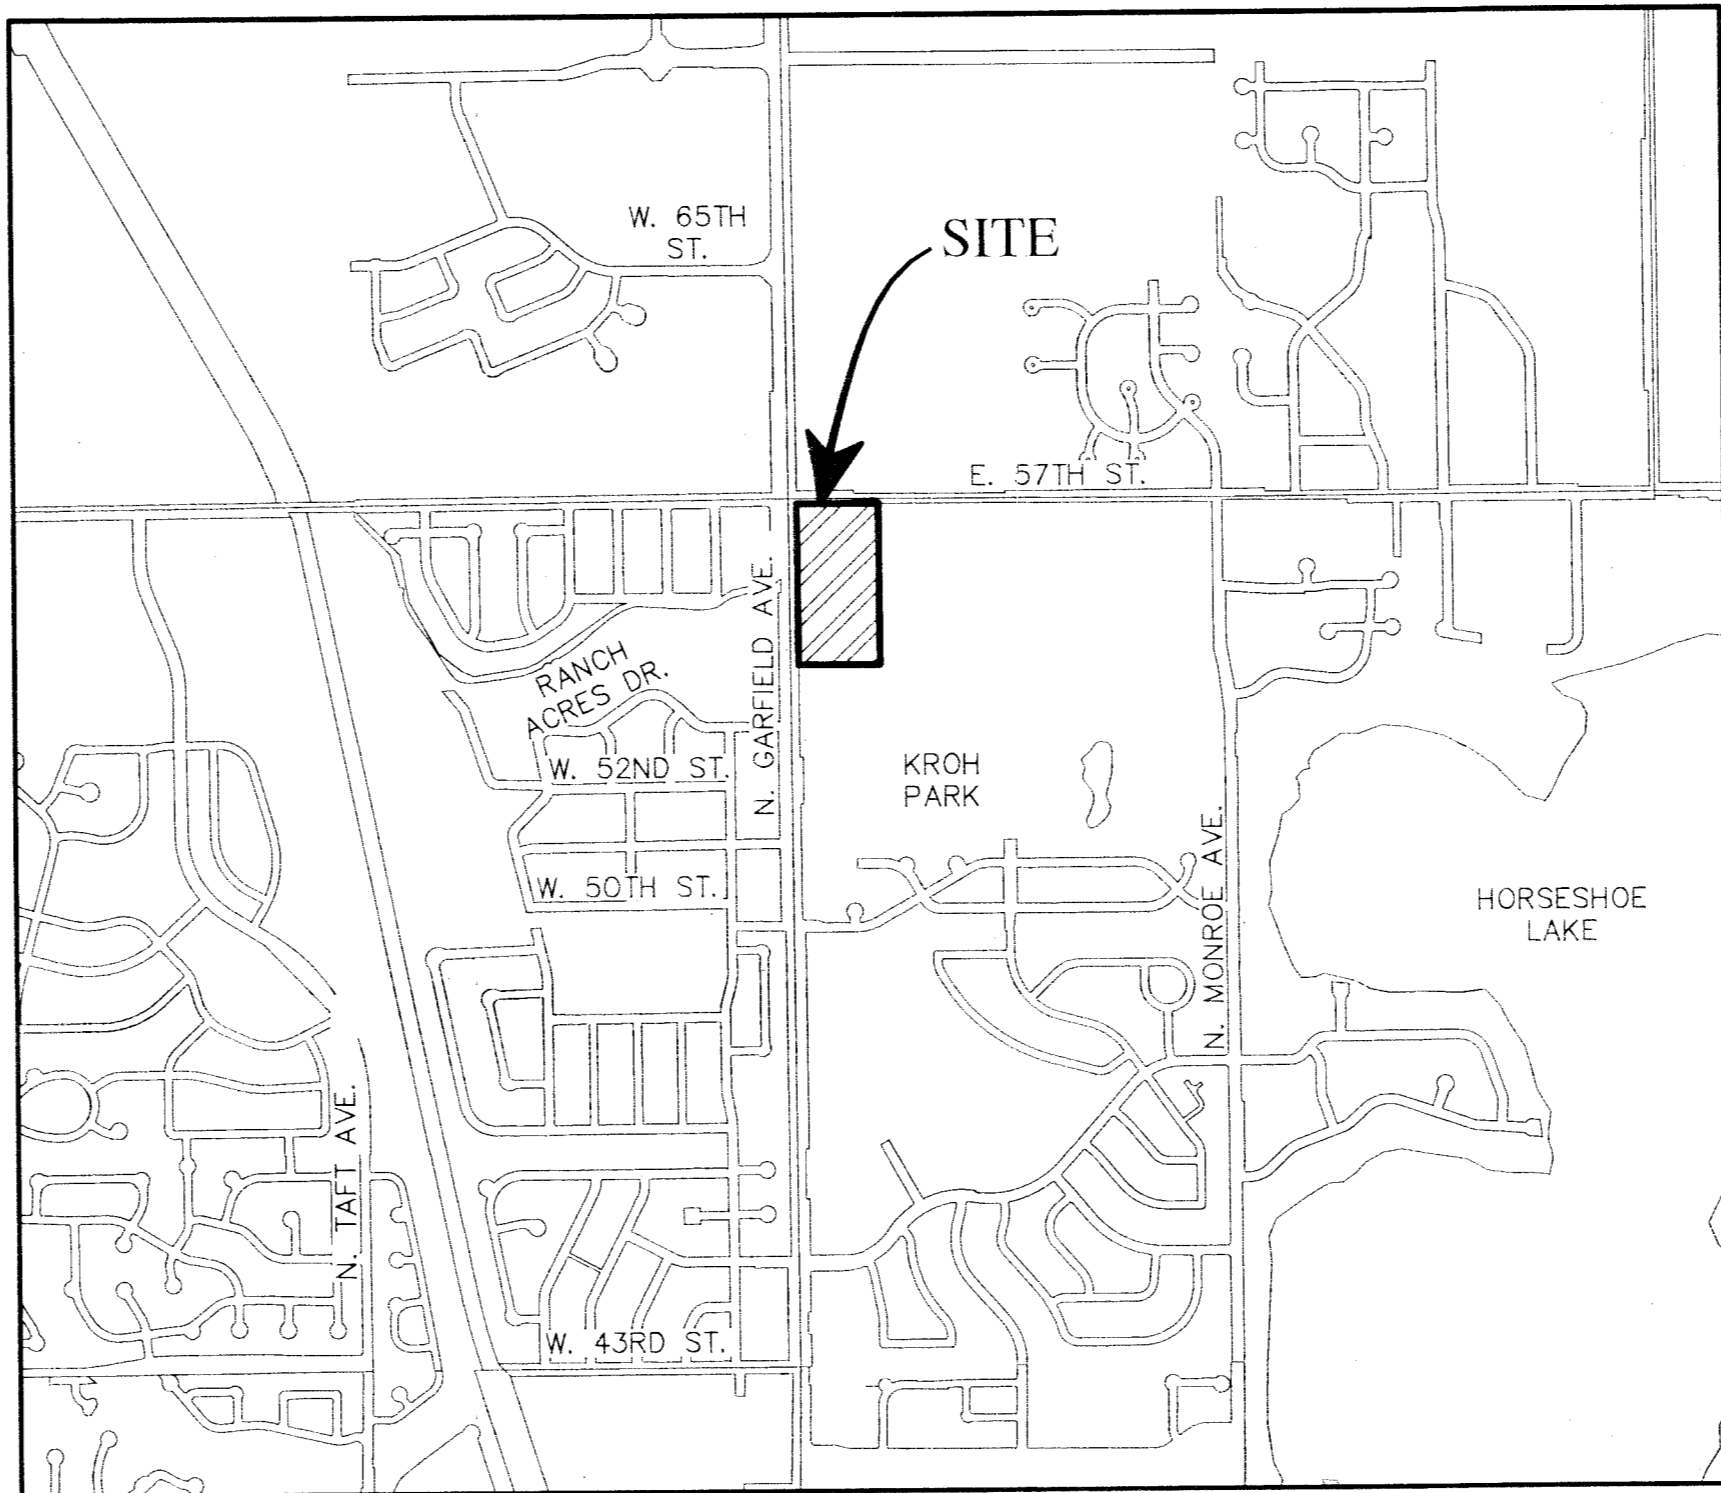 W. 65TH
ST.
SITE
E. 57TH ST.
N. GARFIELD AVE.
RANCH
ACRES DR.
W. 52ND ST.
KROH
PARK
W. 50TH ST.
N. MONROE AVE.
HORSESHOE
LAKE
N. TAFT AVE.
W. 43RD ST.